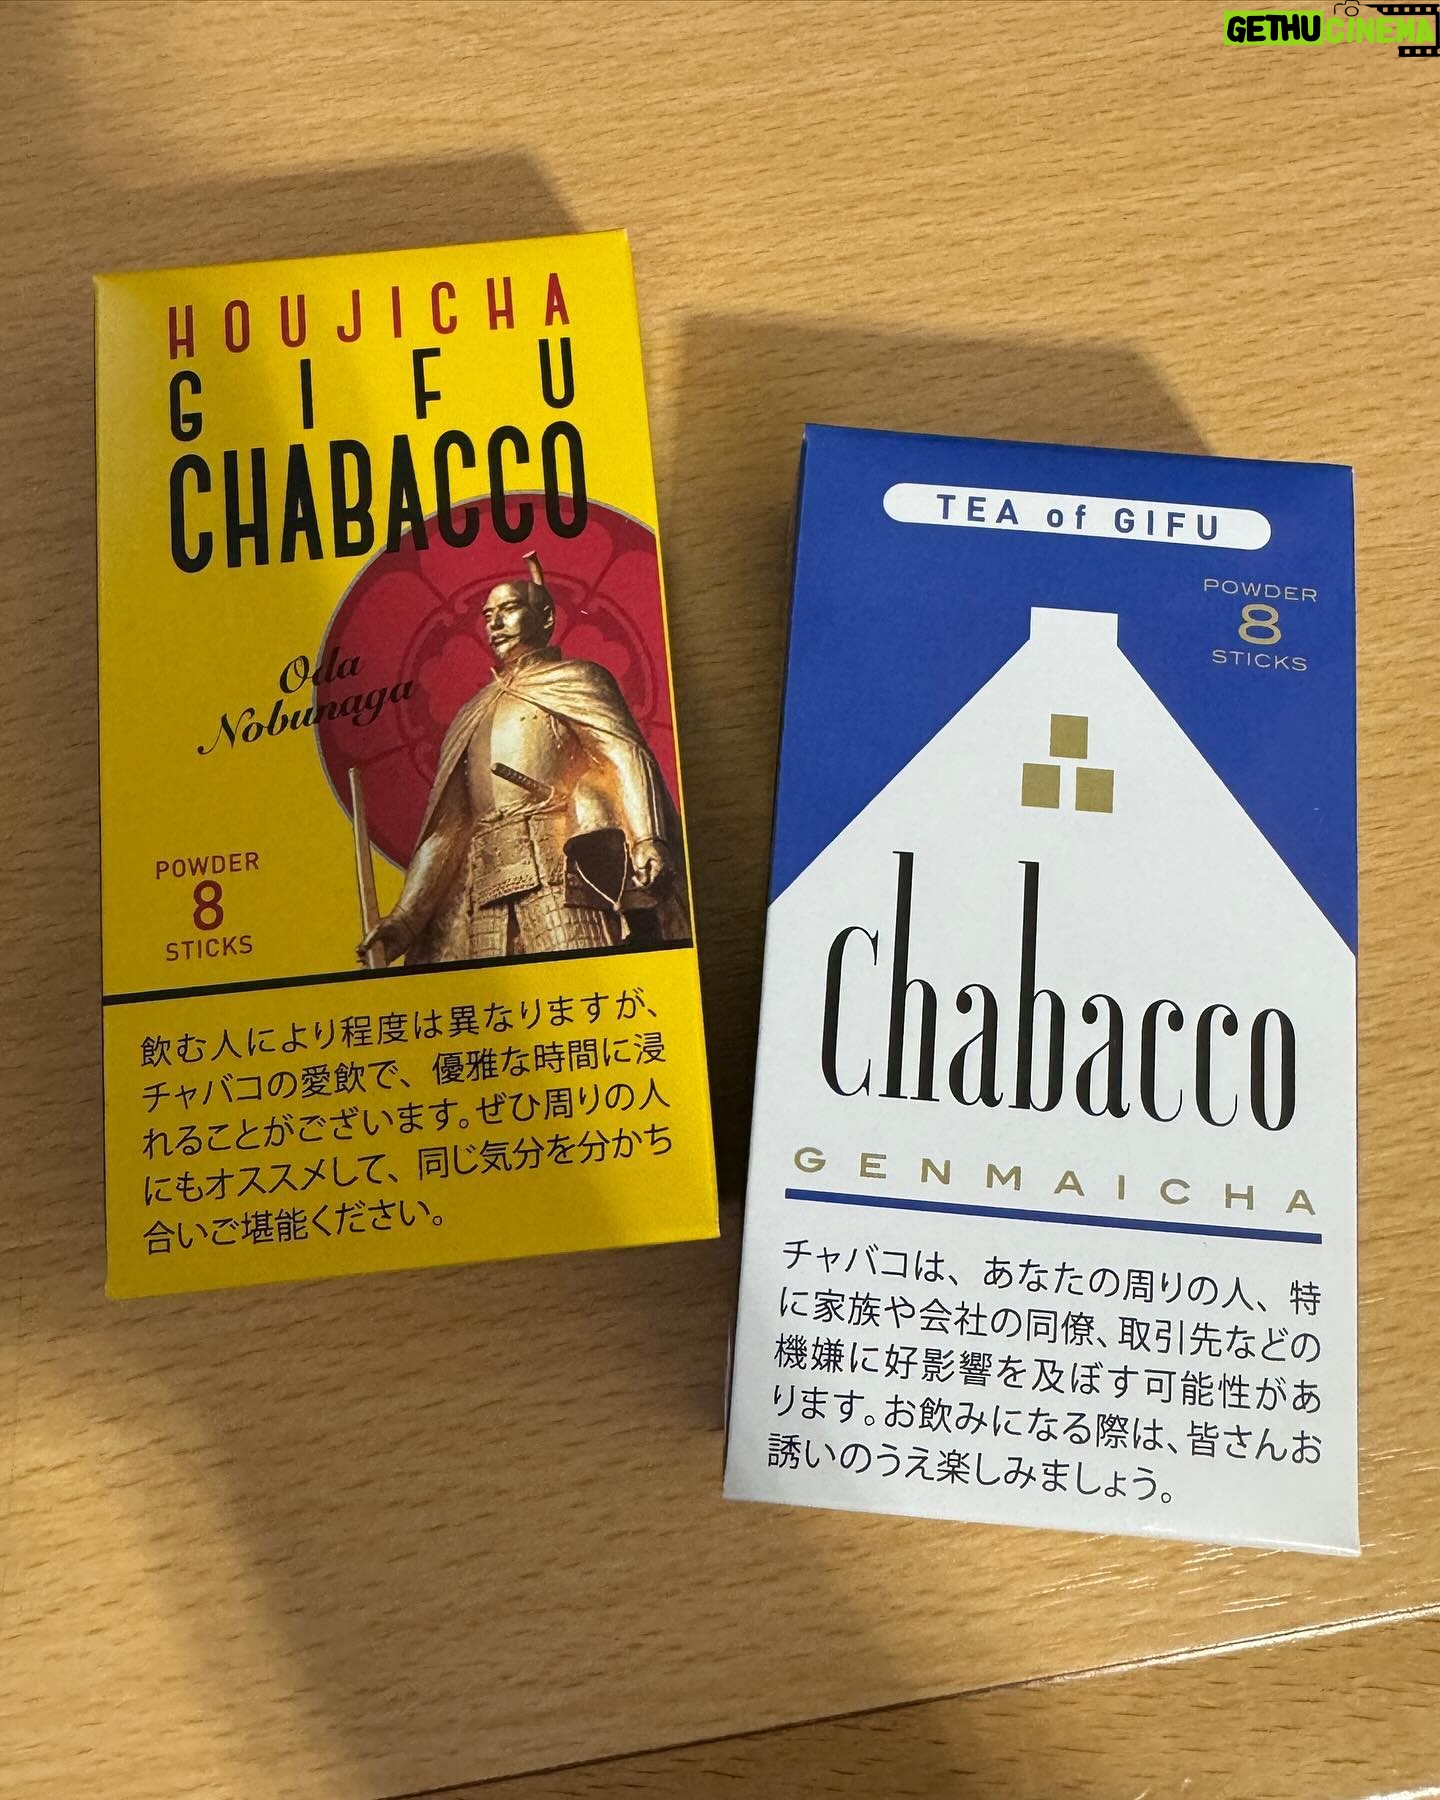 GETHUCINEMA
HOUJICHA
GIFU
CHABACCO
Oda
Nobunaga
POWDER
8
STICKS
飲む人により程度は異なりますが、
チャバコの愛飲で、優雅な時間に浸
れることがございます。ぜひ周りの人
にもオススメして、同じ気分を分かち
合いご堪能ください。
TEA of GIFU
POWDER
8
STICKS
Chabacco
GENMAICHA
チャバコは、あなたの周りの人、特
に家族や会社の同僚、取引先などの
機嫌に好影響を及ぼす可能性があ
ります。お飲みになる際は、皆さんお
誘いのうえ楽しみましょう。